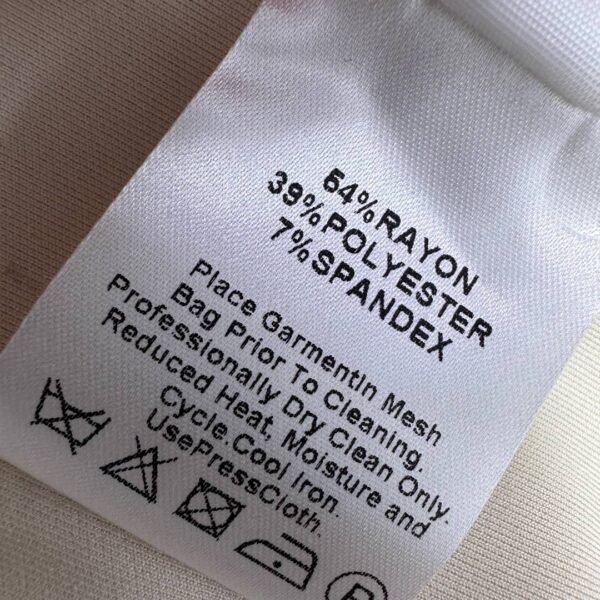 54%RAYON
39%POLYESTER
7%SPANDEX
Place Garmentin Mesh
Bag Prior To Cleaning.
Professionally Dry Clean Only.
Reduced Heat, Moisture and
Cycle.Cool Iron.
UsePressCloth.
P